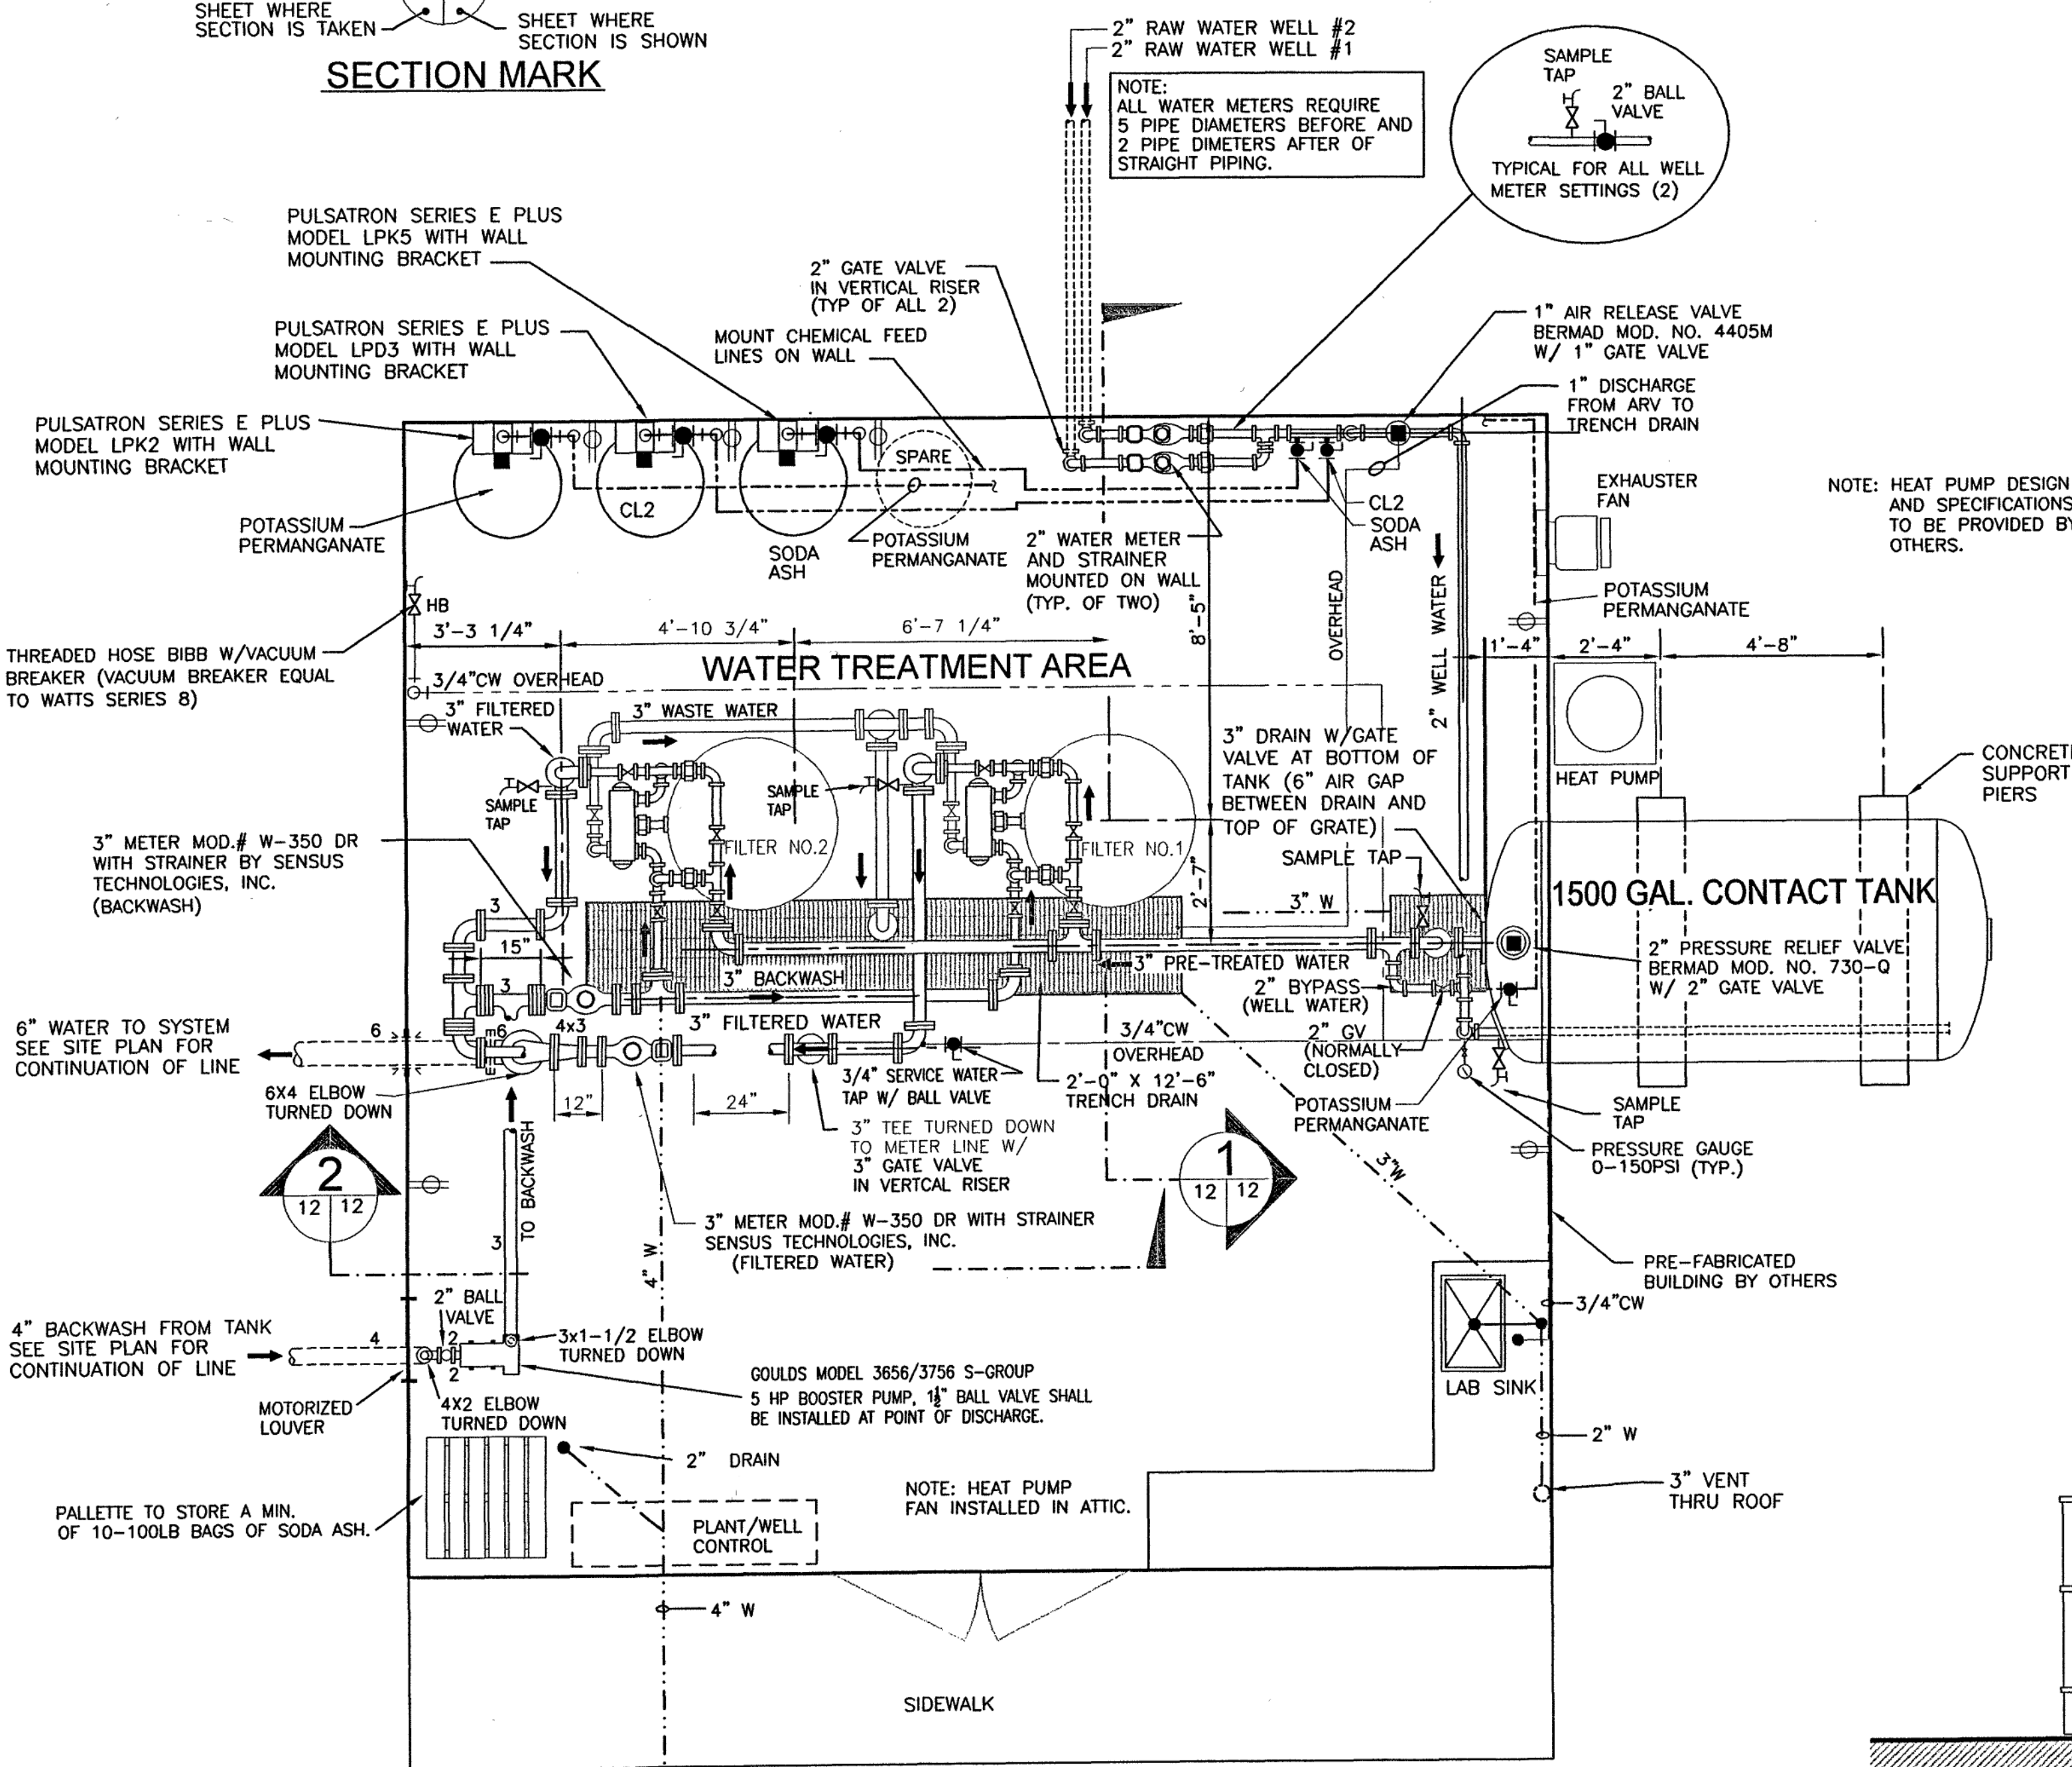 SHEET WHERE
SECTION IS TAKEN
SHEET WHERE
SECTION IS SHOWN
SECTION MARK
2" RAW WATER WELL #2
2" RAW WATER WELL #1
NOTE:
ALL WATER METERS REQUIRE
5 PIPE DIAMETERS BEFORE AND
2 PIPE DIMETERS AFTER OF
STRAIGHT PIPING.
SAMPLE
TAP
2" BALL
VALVE
TYPICAL FOR ALL WELL
METER SETTINGS (2)
PULSATRON SERIES E PLUS
MODEL LPK5 WITH WALL
MOUNTING BRACKET
2" GATE VALVE
IN VERTICAL RISER
(TYP OF ALL 2)
PULSATRON SERIES E PLUS
MODEL LPD3 WITH WALL
MOUNTING BRACKET
MOUNT CHEMICAL FEED
LINES ON WALL
1" AIR RELEASE VALVE
BERMAD MOD. NO. 4405M
W/ 1" GATE VALVE
1" DISCHARGE
FROM ARV TO
TRENCH DRAIN
PULSATRON SERIES E PLUS
MODEL LPK2 WITH WALL
MOUNTING BRACKET
SPARE
CL2
POTASSIUM
PERMANGANATE
SODA
ASH
POTASSIUM
PERMANGANATE
2" WATER METER
AND STRAINER
MOUNTED ON WALL
(TYP. OF TWO)
CL2
SODA
ASH
EXHAUSTER
FAN
NOTE: HEAT PUMP DESIGN
AND SPECIFICATIONS
TO BE PROVIDED BY
OTHERS.
HB
POTASSIUM
PERMANGANATE
8'-5"
OVERHEAD
2" WELL WATER
3'-3 1/4"
4'-10 3/4"
6'-7 1/4"
1'-4"
2'-4"
4'-8"
THREADED HOSE BIBB W/VACUUM
BREAKER (VACUUM BREAKER EQUAL
TO WATTS SERIES 8)
WATER TREATMENT AREA
3/4"CW OVERHEAD
3" FILTERED
WATER
3" WASTE WATER
3" DRAIN W/GATE
VALVE AT BOTTOM OF
TANK (6" AIR GAP
BETWEEN DRAIN AND
TOP OF GRATE)
HEAT PUMP
CONCRETE
SUPPORT
PIERS
SAMPLE
TAP
SAMPLE
TAP
FILTER NO.2
FILTER NO.1
SAMPLE TAP
3" METER MOD.# W-350 DR
WITH STRAINER BY SENSUS
TECHNOLOGIES, INC.
(BACKWASH)
2'-7"
1500 GAL. CONTACT TANK
3" W
3
15"
3
3" BACKWASH
3" PRE-TREATED WATER
2" PRESSURE RELIEF VALVE
BERMAD MOD. NO. 730-Q
W/ 2" GATE VALVE
2" BYPASS
(WELL WATER)
6" WATER TO SYSTEM
SEE SITE PLAN FOR
CONTINUATION OF LINE
6
6
4x3
3" FILTERED WATER
3/4"CW
OVERHEAD
2" GV
(NORMALLY
CLOSED)
6X4 ELBOW
TURNED DOWN
12"
24"
3/4" SERVICE WATER
TAP W/ BALL VALVE
2'-0" X 12'-6"
TRENCH DRAIN
POTASSIUM
PERMANGANATE
SAMPLE
TAP
3" TEE TURNED DOWN
TO METER LINE W/
3" GATE VALVE
IN VERTCAL RISER
PRESSURE GAUGE
0-150PSI (TYP.)
2
12 12
TO BACKWASH
3
1
12 12
3"W
3" METER MOD.# W-350 DR WITH STRAINER
SENSUS TECHNOLOGIES, INC.
(FILTERED WATER)
4" W
PRE-FABRICATED
BUILDING BY OTHERS
2" BALL
VALVE
3/4"CW
4" BACKWASH FROM TANK
SEE SITE PLAN FOR
CONTINUATION OF LINE
4
2
2
3x1-1/2 ELBOW
TURNED DOWN
GOULDS MODEL 3656/3756 S-GROUP
5 HP BOOSTER PUMP, 1½" BALL VALVE SHALL
BE INSTALLED AT POINT OF DISCHARGE.
LAB SINK
MOTORIZED
LOUVER
4X2 ELBOW
TURNED DOWN
2" W
2" DRAIN
NOTE: HEAT PUMP
FAN INSTALLED IN ATTIC.
3" VENT
THRU ROOF
PALLETTE TO STORE A MIN.
OF 10-100LB BAGS OF SODA ASH.
PLANT/WELL
CONTROL
4" W
SIDEWALK